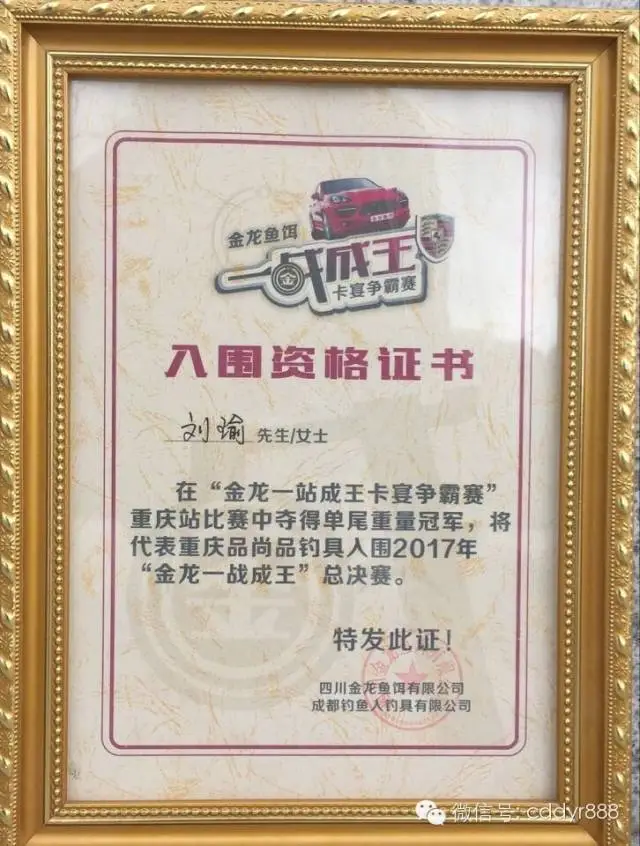 金龙鱼饵
一战成王
卡宴争霸赛
入围资格证书
刘瑜 先生/女士
在“金龙一站成王卡宴争霸赛”
重庆站比赛中夺得单尾重量冠军，将
代表重庆品尚品钓具入围2017年
“金龙一战成王”总决赛。
特发此证！
四川金龙鱼饵有限公司
成都钓鱼人钓具有限公司
微信号: cddyr888